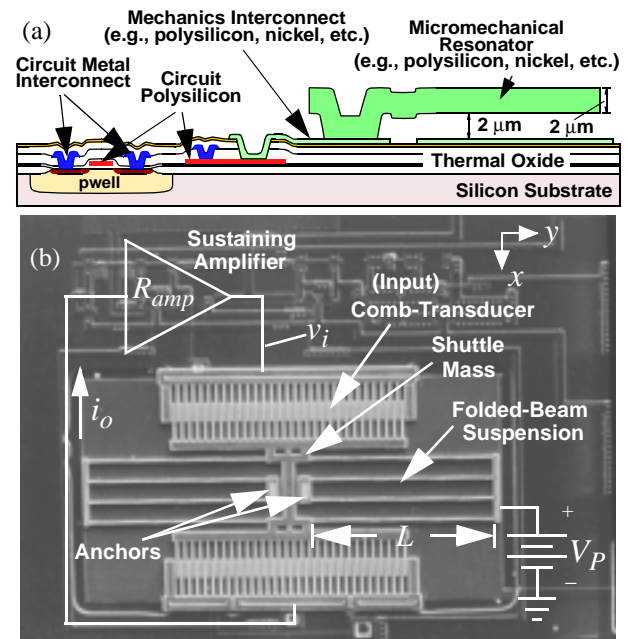 (a)
Mechanics Interconnect
(e.g., polysilicon, nickel, etc.)
Micromechanical
Resonator
(e.g., polysilicon, nickel,
etc.)
Circuit Metal
Interconnect
Circuit
Polysilicon
2 μm
2 μm
Thermal Oxide
pwell
Silicon Substrate
(b)
Sustaining
Amplifier
y
x
R_amp
(Input)
Comb-Transducer
v_i
Shuttle
Mass
i_o
Folded-Beam
Suspension
Anchors
L
+
V_P
−